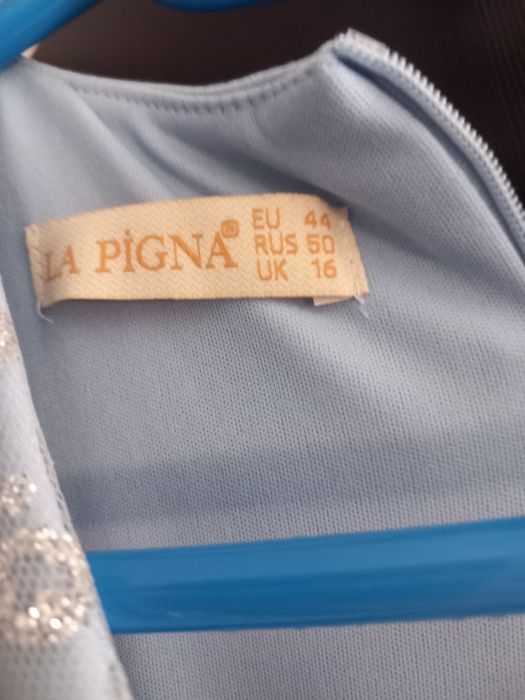 LA PİGNA®
EU 44
RUS 50
UK 16